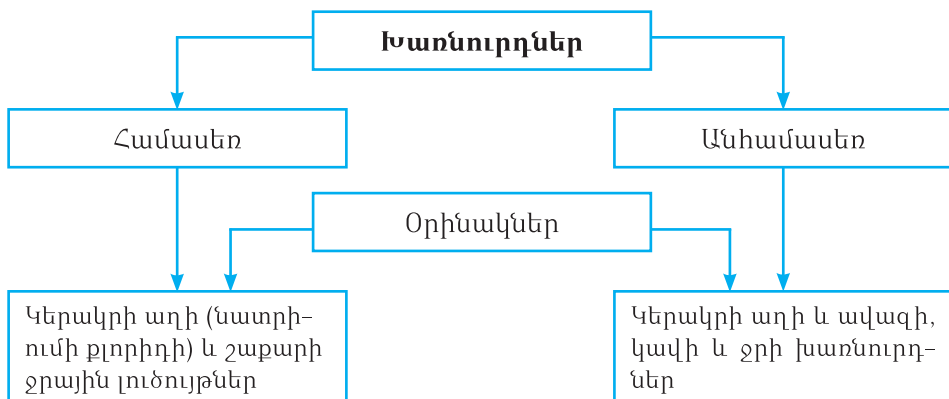 Խառնուրդներ
Համասեռ
Անհամասեռ
Օրինակներ
Կերակրի աղի (նատրի-
ումի քլորիդի) և շաքարի
ջրային լուծույթներ
Կերակրի աղի և ավազի,
կավի և ջրի խառնուրդ-
ներ